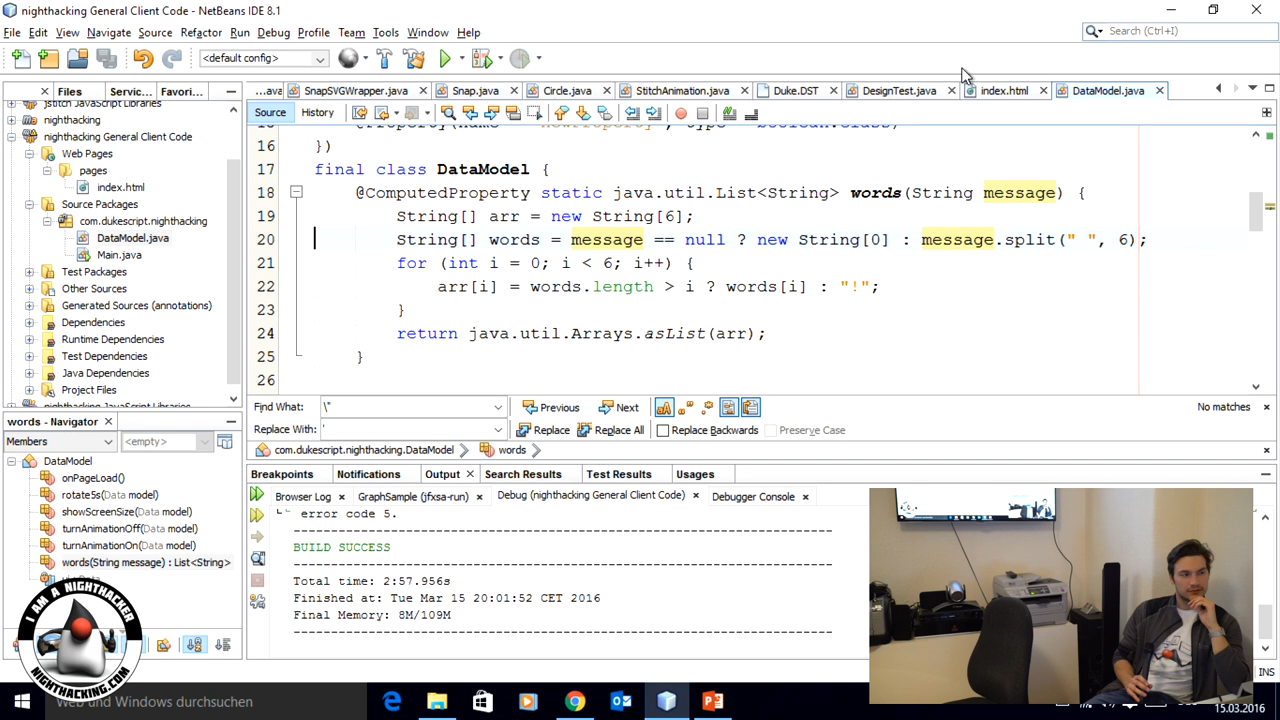 nighthacking General Client Code - NetBeans IDE 8.1
File Edit View Navigate Source Refactor Run Debug Profile Team Tools Window Help
Search (Ctrl+I)
<default config>
Files Servic... Favori...
...ava SnapSVGWrapper.java Snap.java Circle.java StitchAnimation.java Duke.DST DesignTest.java index.html DataModel.java
Source History
jstitch JavaScript Libraries
nighthacking
nighthacking General Client Code
Web Pages
pages
index.html
Source Packages
com.dukescript.nighthacking
DataModel.java
Main.java
Test Packages
Other Sources
Generated Sources (annotations)
Dependencies
Runtime Dependencies
Test Dependencies
Java Dependencies
Project Files
nighthacking JavaScript Libraries
16 })
17 final class DataModel {
18 @ComputedProperty static java.util.List<String> words(String message) {
19 String[] arr = new String[6];
20 String[] words = message == null ? new String[0] : message.split(" ", 6);
21 for (int i = 0; i < 6; i++) {
22 arr[i] = words.length > i ? words[i] : "!";
23 }
24 return java.util.Arrays.asList(arr);
25 }
26
Find What: \" Previous Next No matches
Replace With: ' Replace Replace All Replace Backwards Preserve Case
com.dukescript.nighthacking.DataModel words
words - Navigator
Members <empty>
DataModel
onPageLoad()
rotate5s(Data model)
showScreenSize(Data model)
turnAnimationOff(Data model)
turnAnimationOn(Data model)
words(String message) : List<String>
Breakpoints Notifications Output Search Results Test Results Usages
Browser Log GraphSample (jfxsa-run) Debug (nighthacking General Client Code) Debugger Console
error code 5.
------------------------------------------------------------------------
BUILD SUCCESS
------------------------------------------------------------------------
Total time: 2:57.956s
Finished at: Tue Mar 15 20:01:52 CET 2016
Final Memory: 8M/109M
------------------------------------------------------------------------
INS
I AM A NIGHTHACKER
NIGHTHACKING.COM
Web und Windows durchsuchen
15.03.2016